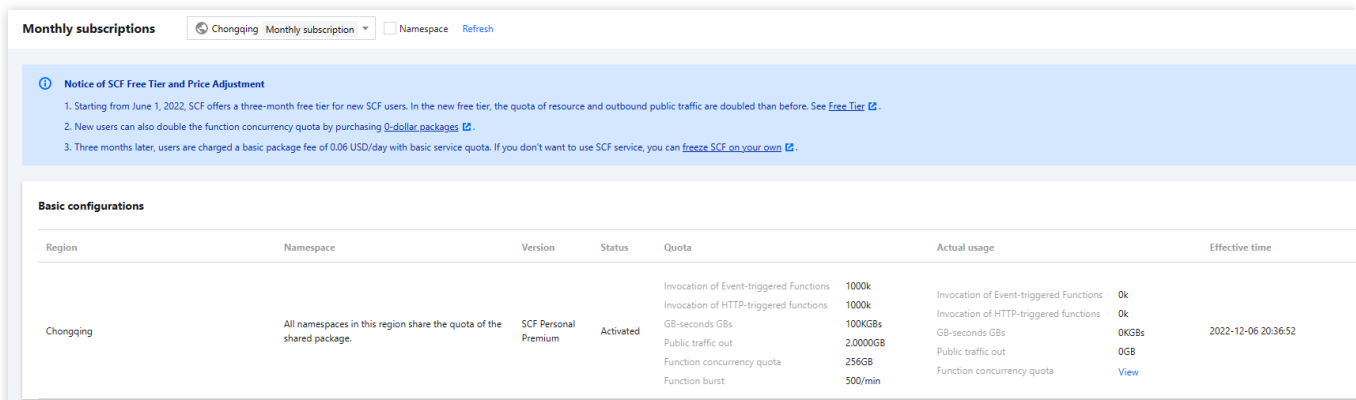 Monthly subscriptions Chongqing Monthly subscription Namespace Refresh
Notice of SCF Free Tier and Price Adjustment
1. Starting from June 1, 2022, SCF offers a three-month free tier for new SCF users. In the new free tier, the quota of resource and outbound public traffic are doubled than before. See Free Tier .
2. New users can also double the function concurrency quota by purchasing 0-dollar packages .
3. Three months later, users are charged a basic package fee of 0.06 USD/day with basic service quota. If you don't want to use SCF service, you can freeze SCF on your own .
Basic configurations
Region Namespace Version Status Quota Actual usage Effective time
Chongqing
All namespaces in this region share the quota of the
shared package.
SCF Personal
Premium
Activated
Invocation of Event-triggered Functions 1000k
Invocation of HTTP-triggered functions 1000k
GB-seconds GBs 100KGBs
Public traffic out 2.0000GB
Function concurrency quota 256GB
Function burst 500/min
Invocation of Event-triggered Functions 0k
Invocation of HTTP-triggered functions 0k
GB-seconds GBs 0KGBs
Public traffic out 0GB
Function concurrency quota View
2022-12-06 20:36:52